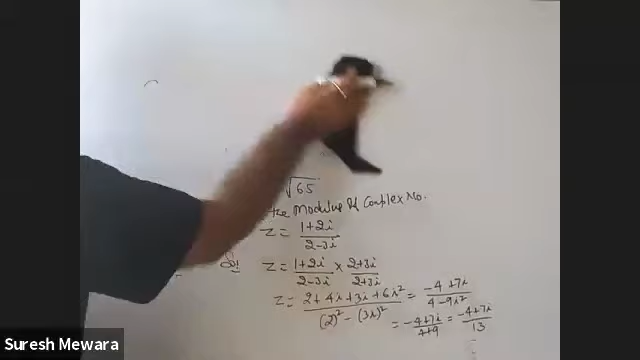 √65
the Modulus of Complex No.
Z = 1+2i / 2-3i
Sol
Z = 1+2i / 2-3i × 2+3i / 2+3i
Z = 2+4i+3i+6i² / (2)² - (3i)² = -4+7i / 4-9i²
= -4+7i / 4+9 = -4+7i / 13
Suresh Mewara